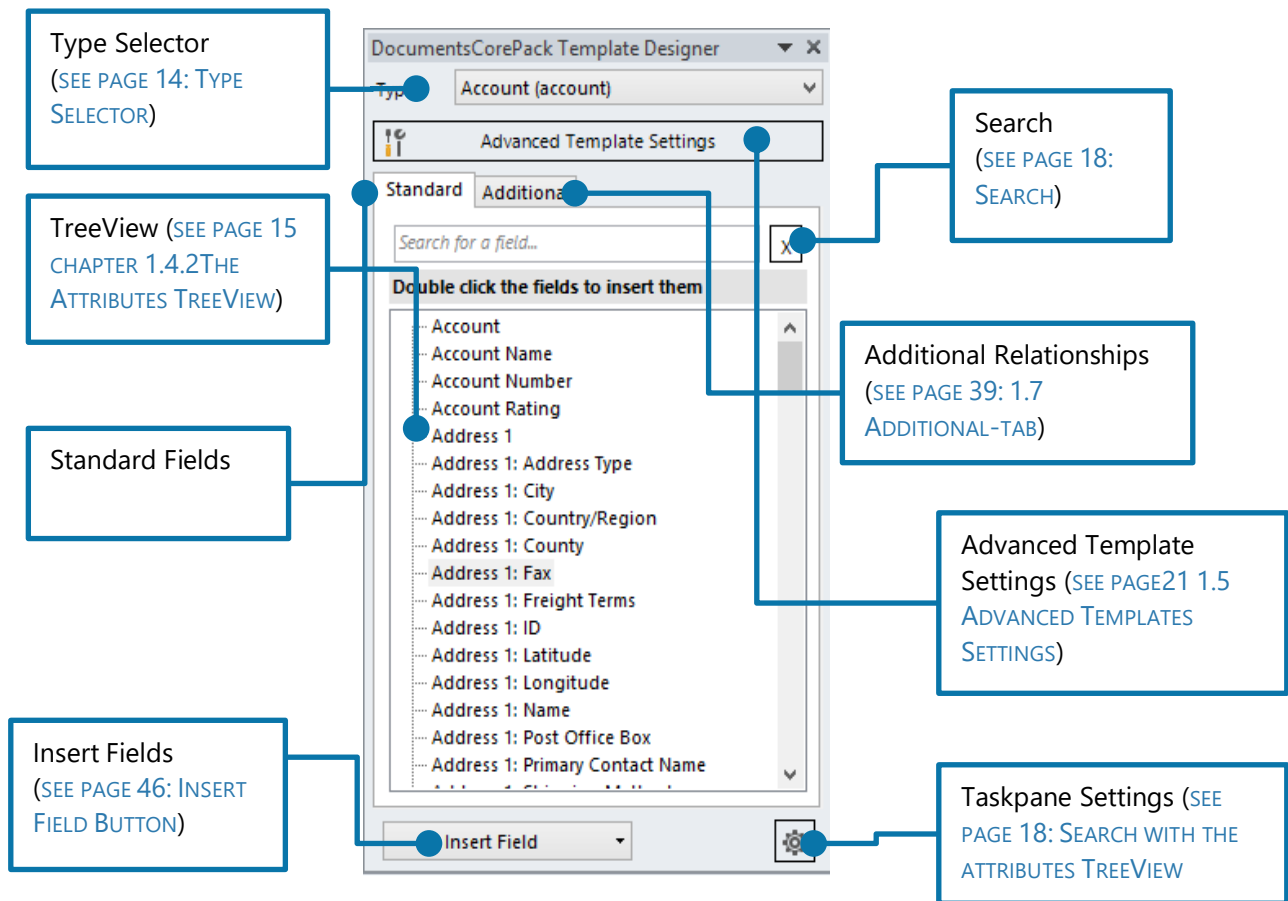 Type Selector
(SEE PAGE 14: TYPE
SELECTOR)
TreeView (SEE PAGE 15
CHAPTER 1.4.2THE
ATTRIBUTES TREEVIEW)
Standard Fields
Insert Fields
(SEE PAGE 46: INSERT
FIELD BUTTON)
DocumentsCorePack Template Designer
Account (account)
Advanced Template Settings
Standard
Search for a field...
X
Double click the fields to insert them
Account
Account Name
Account Number
Account Rating
Address 1
Address 1: Address Type
Address 1: City
Address 1: Country/Region
Address 1: County
Address 1: Fax
Address 1: Freight Terms
Address 1: ID
Address 1: Latitude
Address 1: Longitude
Address 1: Name
Address 1: Post Office Box
Address 1: Primary Contact Name
Insert Field
Search
(SEE PAGE 18:
SEARCH)
Additional Relationships
(SEE PAGE 39: 1.7
ADDITIONAL-TAB)
Advanced Template
Settings (SEE PAGE21 1.5
ADVANCED TEMPLATES
SETTINGS)
Taskpane Settings (SEE
PAGE 18: SEARCH WITH THE
ATTRIBUTES TREEVIEW